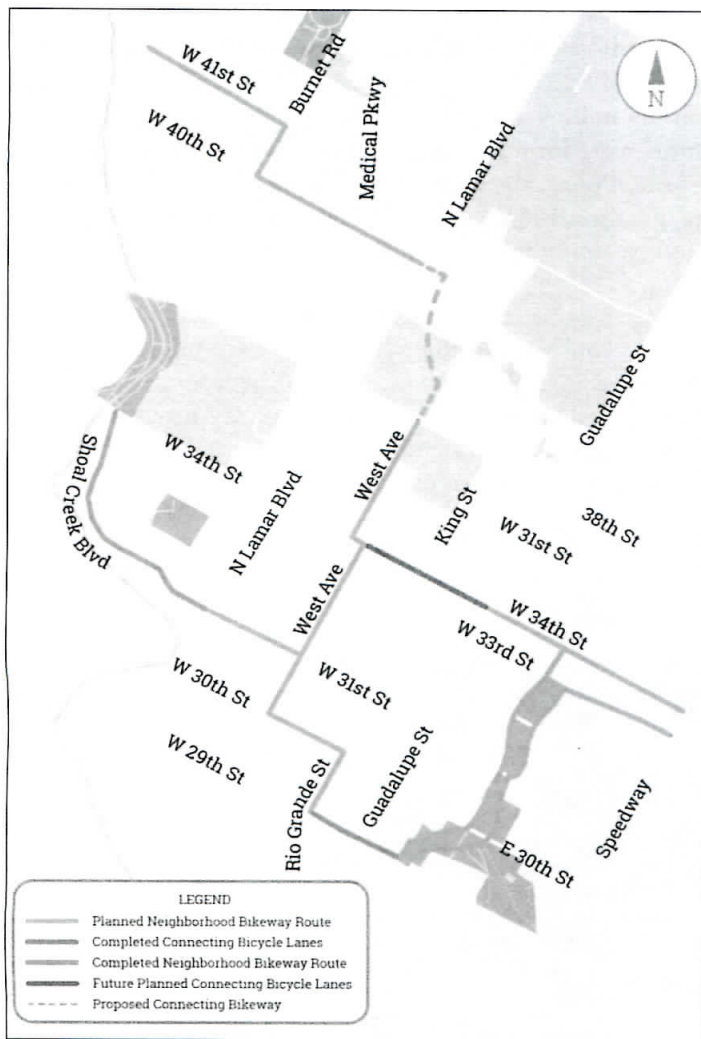 W 41st St
Burnet Rd
W 40th St
Medical Pkwy
N Lamar Blvd
N
Guadalupe St
W 34th St
Shoal Creek Blvd
N Lamar Blvd
West Ave
King St
38th St
W 31st St
West Ave
W 34th St
W 33rd St
W 30th St
W 31st St
W 29th St
Guadalupe St
Rio Grande St
Speedway
E 30th St
LEGEND
Planned Neighborhood Bikeway Route
Completed Connecting Bicycle Lanes
Completed Neighborhood Bikeway Route
Future Planned Connecting Bicycle Lanes
Proposed Connecting Bikeway